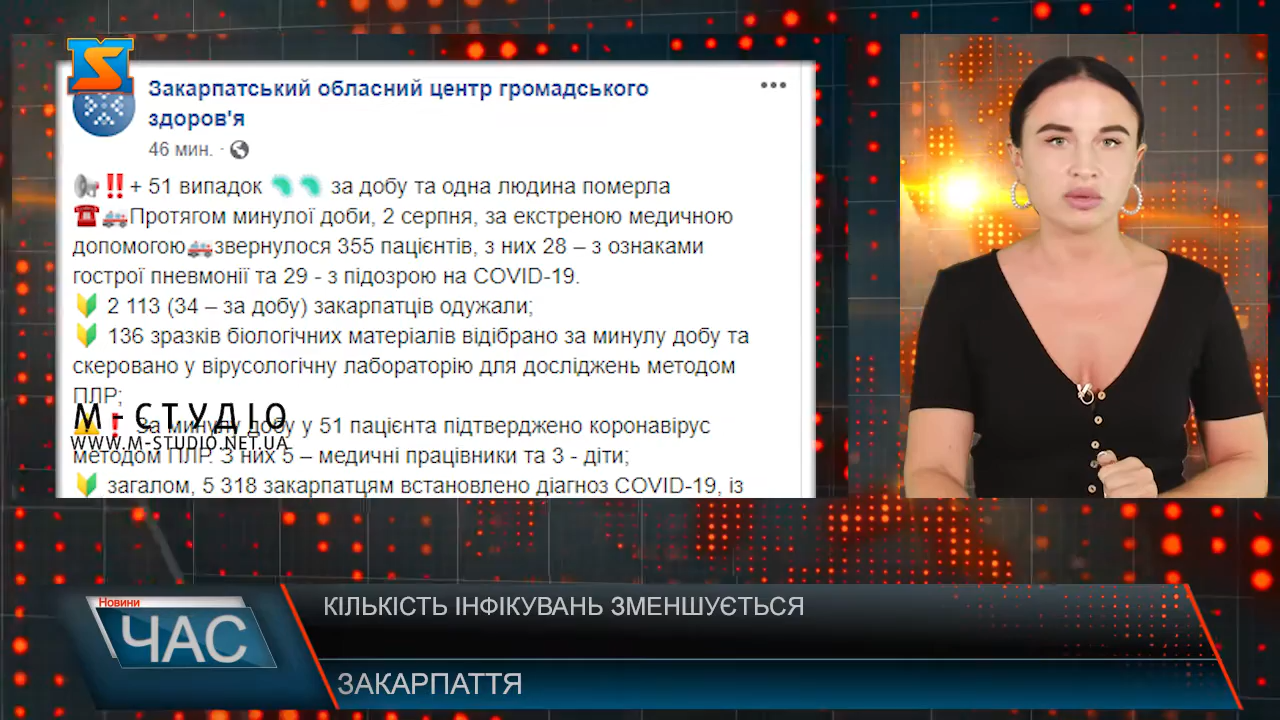 Закарпатський обласний центр громадського
здоров'я
46 мин. ·
+ 51 випадок за добу та одна людина померла
Протягом минулої доби, 2 серпня, за екстреною медичною
допомогою звернулося 355 пацієнтів, з них 28 – з ознаками
гострої пневмонії та 29 - з підозрою на COVID-19.
2 113 (34 – за добу) закарпатців одужали;
136 зразків біологічних матеріалів відібрано за минулу добу та
скеровано у вірусологічну лабораторію для досліджень методом
ПЛР;
М-СТУДІО
За минулу добу у 51 пацієнта підтверджено коронавірус
WWW.M-STUDIO.NET.UA
методом ПЛР. З них 5 – медичні працівники та 3 - діти;
загалом, 5 318 закарпатцям встановлено діагноз COVID-19, із
Новини
ЧАС
КІЛЬКІСТЬ ІНФІКУВАНЬ ЗМЕНШУЄТЬСЯ
ЗАКАРПАТТЯ